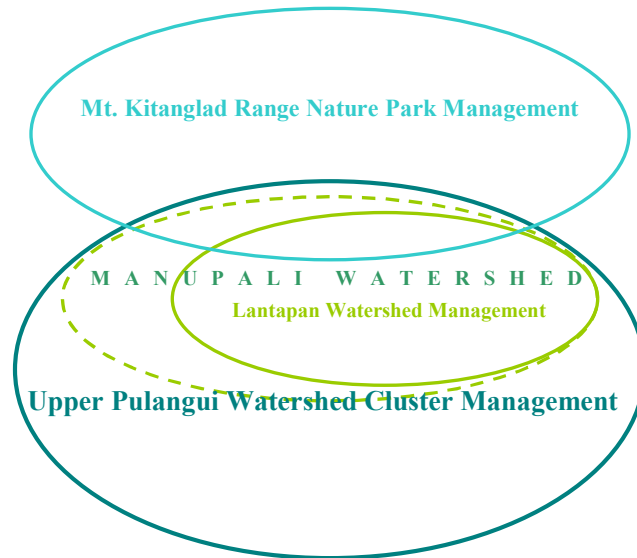 Mt. Kitanglad Range Nature Park Management
M A N U P A L I W A T E R S H E D
Lantapan Watershed Management
Upper Pulangui Watershed Cluster Management